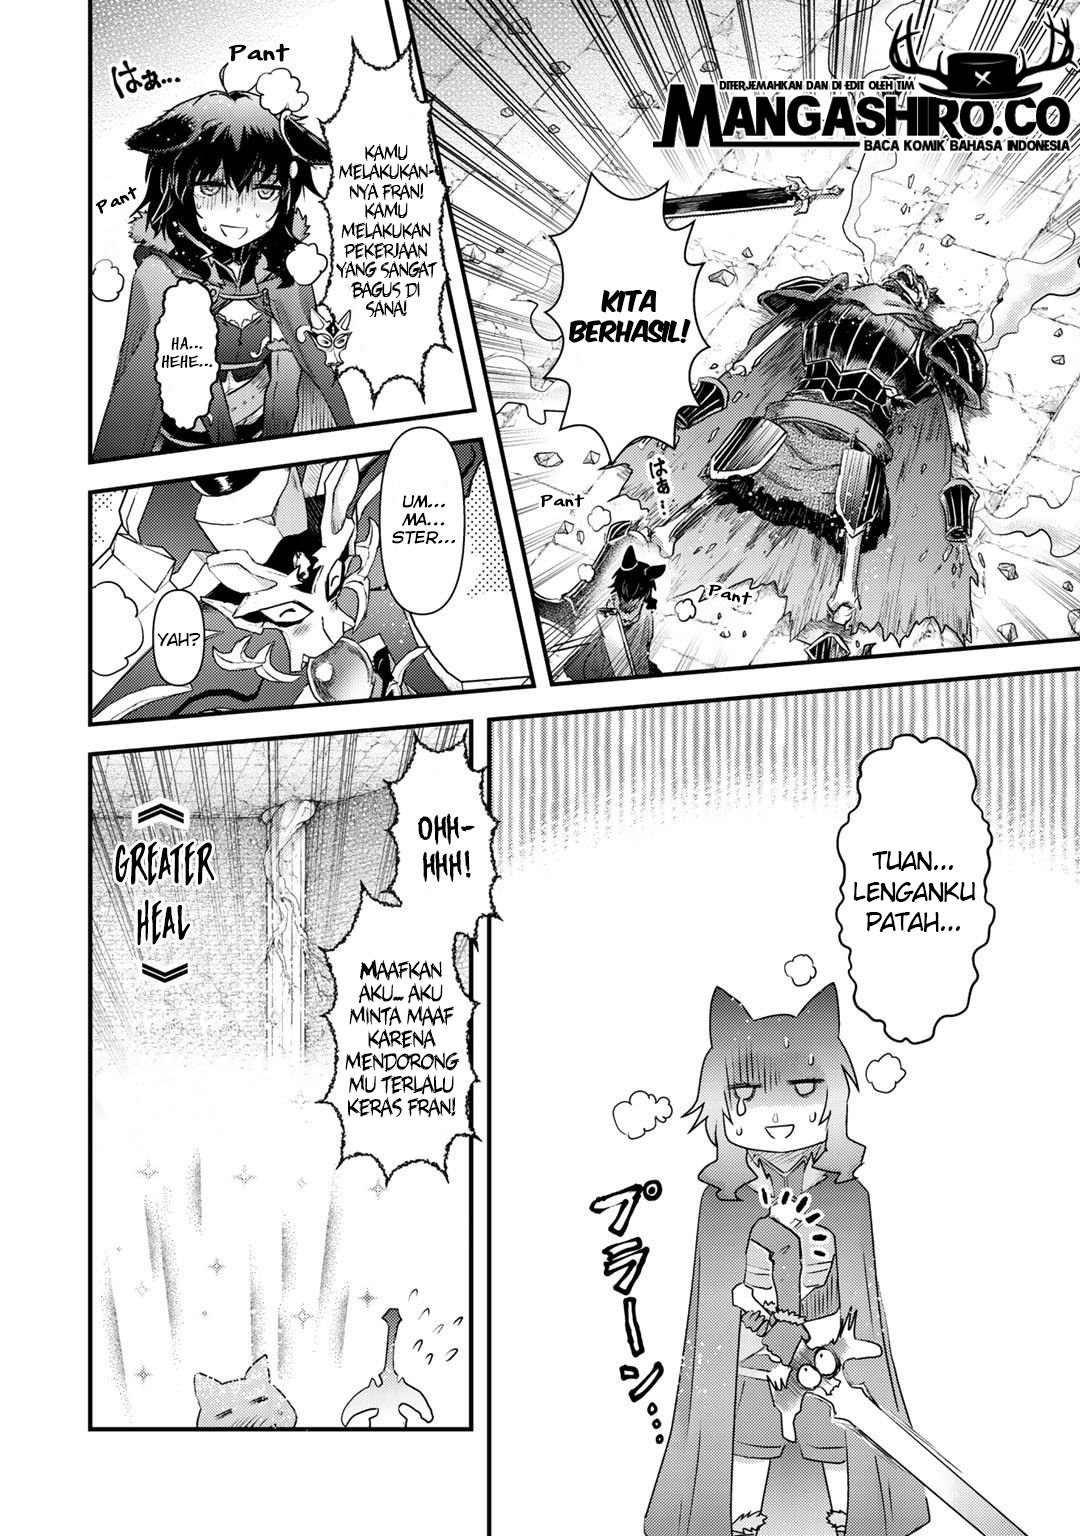 DITERJEMAHKAN DAN DI EDIT OLEH TIM
MANGASHIRO.CO
BACA KOMIK BAHASA INDONESIA
KITA
BERHASIL!
はぁ…
Pant
Pant
Pant
はぁ…
Pant
KAMU
MELAKUKAN-
NYA FRAN!
KAMU
MELAKUKAN
PEKERJAAN
YANG SANGAT
BAGUS DI
SANA!
HA...
HEHE...
UM...
MA...
STER...
YAH?
TUAN...
LENGANKU
PATAH...
プラーン…
OHH-
HHH!
MAAFKAN
AKU... AKU
MINTA MAAF
KARENA
MENDORONG
MU TERLALU
KERAS FRAN!
《
GREATER
HEAL
》